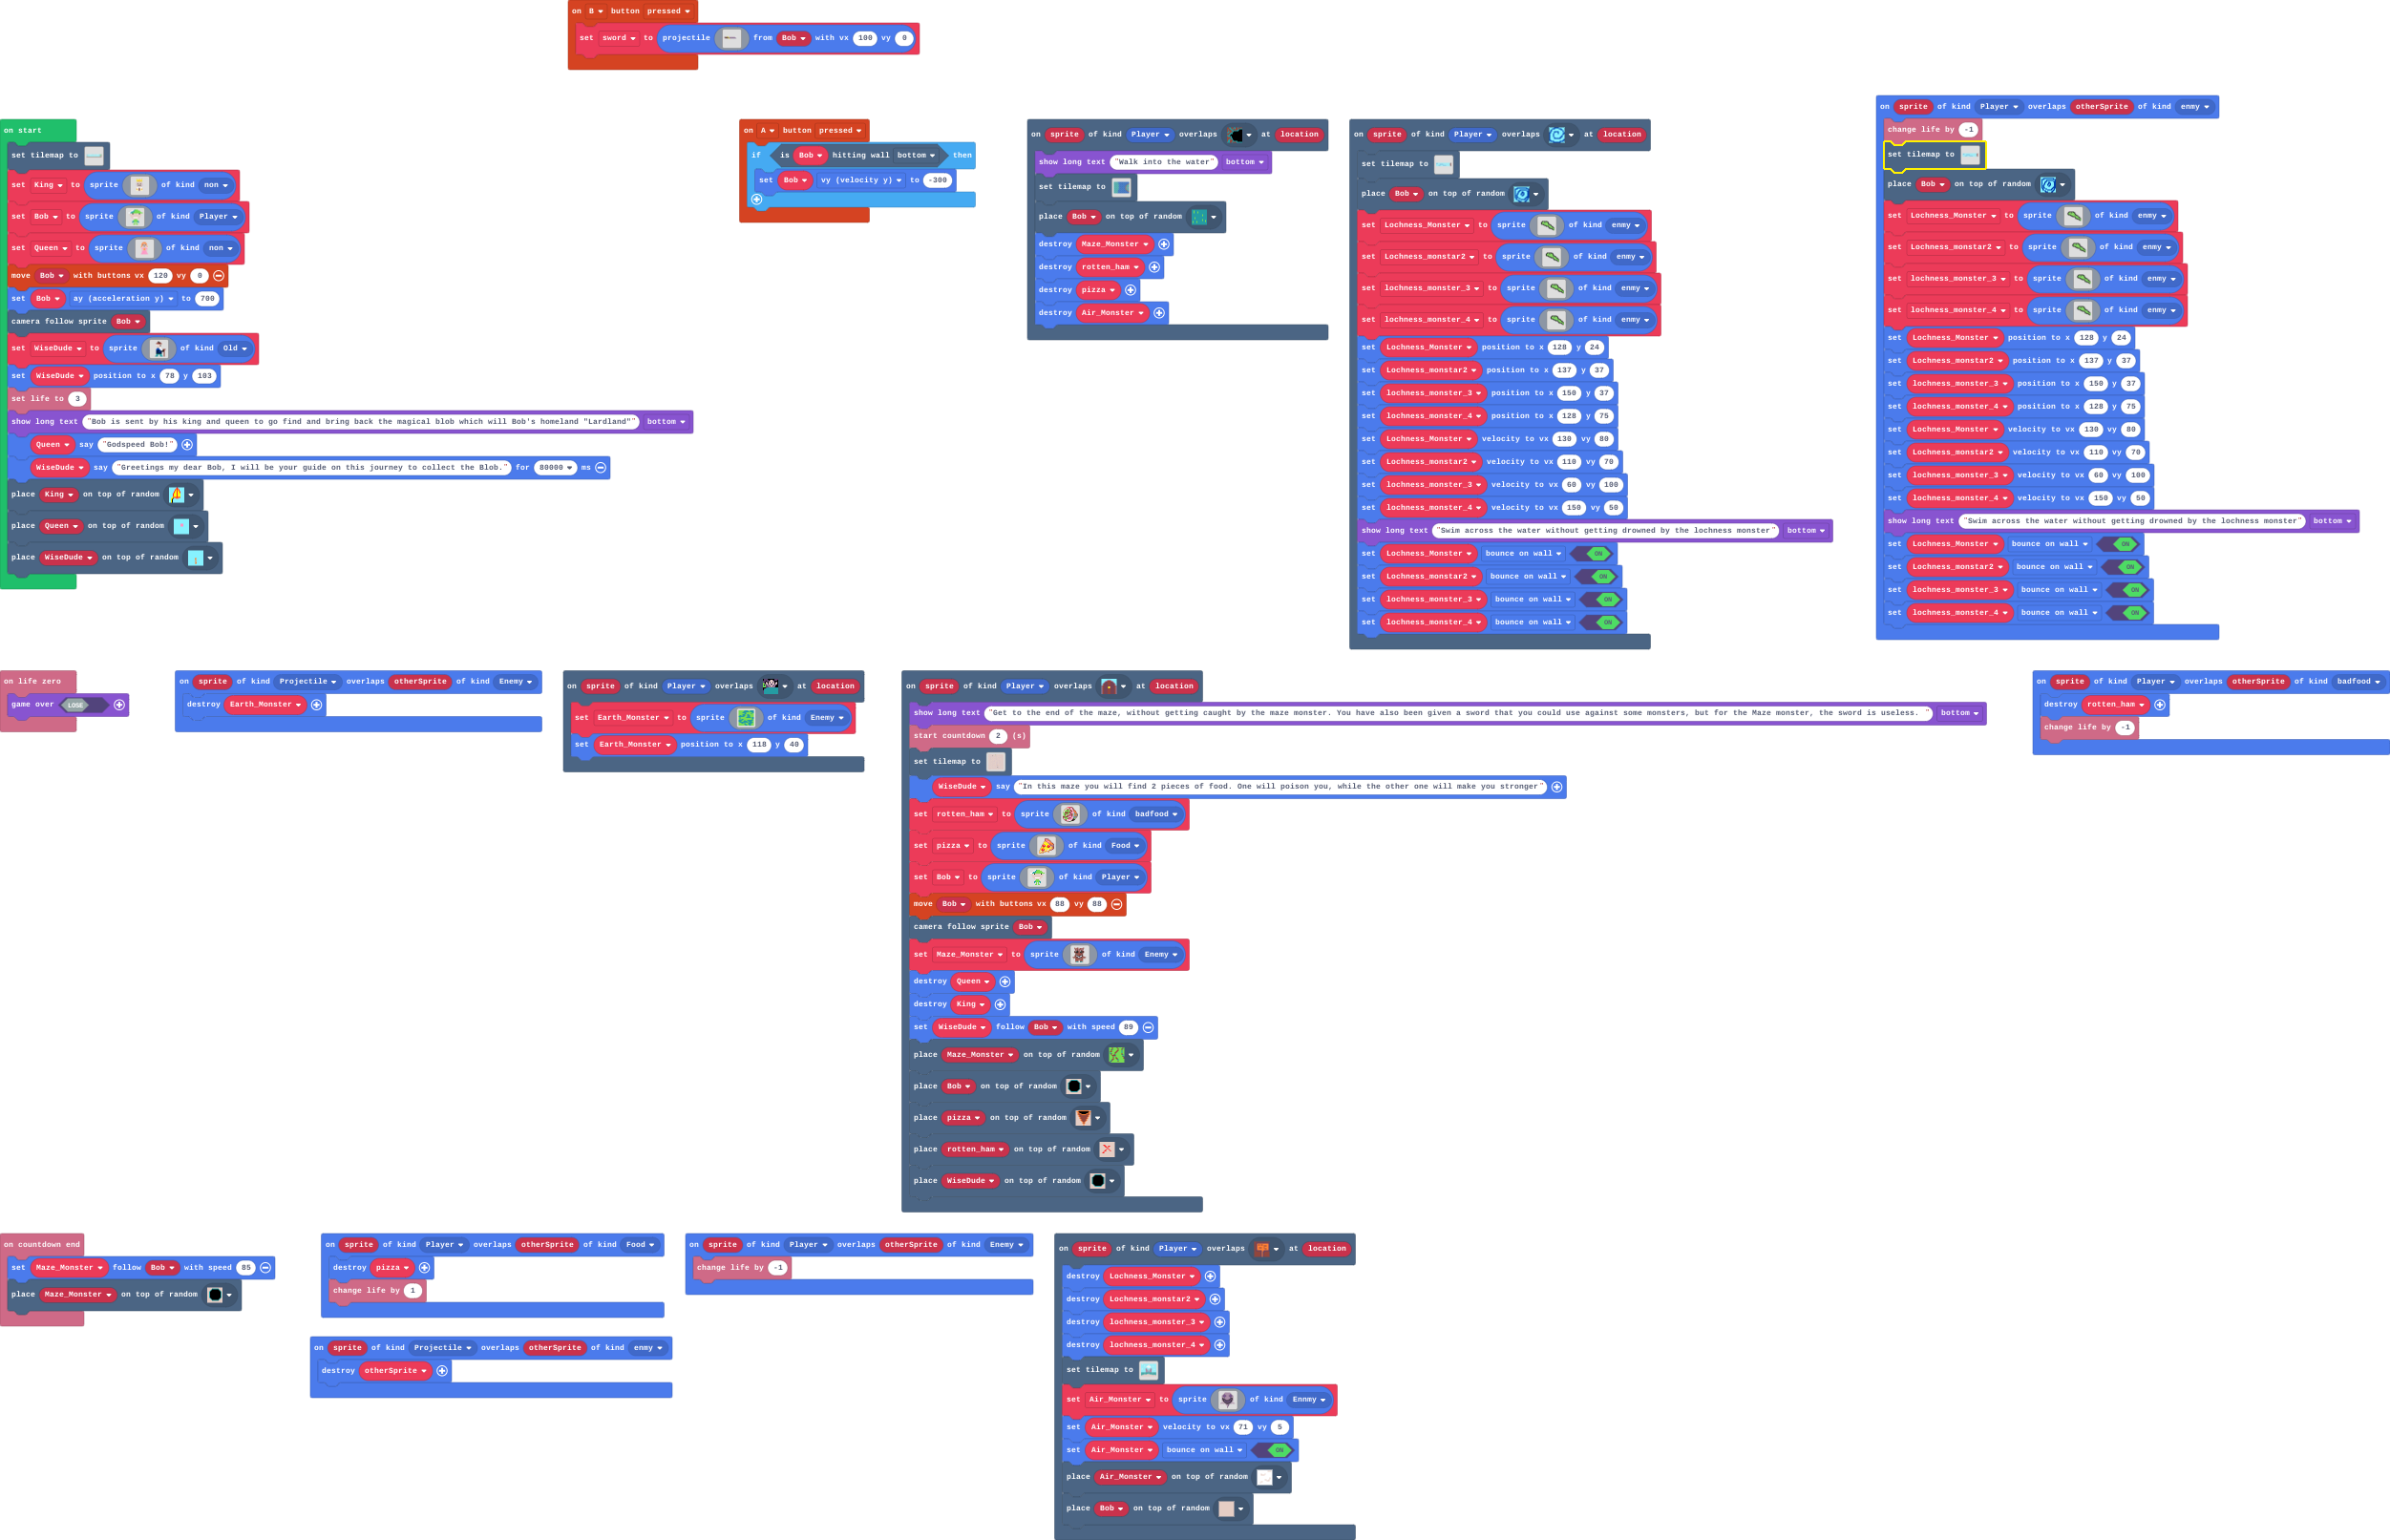 on B button pressed
set sword to projectile from Bob with vx 100 vy 0
on start
set tilemap to
set King to sprite of kind non
set Bob to sprite of kind Player
set Queen to sprite of kind non
move Bob with buttons vx 120 vy 0
set Bob ay (acceleration y) to 700
camera follow sprite Bob
set WiseDude to sprite of kind Old
set WiseDude position to x 78 y 103
set life to 3
show long text "Bob is sent by his king and queen to go find and bring back the magical blob which will Bob's homeland "Lardland"" bottom
Queen say "Godspeed Bob!"
WiseDude say "Greetings my dear Bob, I will be your guide on this journey to collect the Blob." for 80000 ms
place King on top of random
place Queen on top of random
place WiseDude on top of random
on A button pressed
if is Bob hitting wall bottom then
set Bob vy (velocity y) to -300
on sprite of kind Player overlaps at location
show long text "Walk into the water" bottom
set tilemap to
place Bob on top of random
destroy Maze_Monster
destroy rotten_ham
destroy pizza
destroy Air_Monster
on sprite of kind Player overlaps at location
set tilemap to
place Bob on top of random
set Lochness_Monster to sprite of kind enmy
set Lochness_monstar2 to sprite of kind enmy
set lochness_monster_3 to sprite of kind enmy
set lochness_monster_4 to sprite of kind enmy
set Lochness_Monster position to x 128 y 24
set Lochness_monstar2 position to x 137 y 37
set lochness_monster_3 position to x 150 y 37
set lochness_monster_4 position to x 128 y 75
set Lochness_Monster velocity to vx 130 vy 80
set Lochness_monstar2 velocity to vx 110 vy 70
set lochness_monster_3 velocity to vx 60 vy 100
set lochness_monster_4 velocity to vx 150 vy 50
show long text "Swim across the water without getting drowned by the lochness monster" bottom
set Lochness_Monster bounce on wall ON
set Lochness_monstar2 bounce on wall ON
set lochness_monster_3 bounce on wall ON
set lochness_monster_4 bounce on wall ON
on sprite of kind Player overlaps otherSprite of kind enmy
change life by -1
set tilemap to
place Bob on top of random
set Lochness_Monster to sprite of kind enmy
set Lochness_monstar2 to sprite of kind enmy
set lochness_monster_3 to sprite of kind enmy
set lochness_monster_4 to sprite of kind enmy
set Lochness_Monster position to x 128 y 24
set Lochness_monstar2 position to x 137 y 37
set lochness_monster_3 position to x 150 y 37
set lochness_monster_4 position to x 128 y 75
set Lochness_Monster velocity to vx 130 vy 80
set Lochness_monstar2 velocity to vx 110 vy 70
set lochness_monster_3 velocity to vx 60 vy 100
set lochness_monster_4 velocity to vx 150 vy 50
show long text "Swim across the water without getting drowned by the lochness monster" bottom
set Lochness_Monster bounce on wall ON
set Lochness_monstar2 bounce on wall ON
set lochness_monster_3 bounce on wall ON
set lochness_monster_4 bounce on wall ON
on life zero
game over LOSE
on sprite of kind Projectile overlaps otherSprite of kind Enemy
destroy Earth_Monster
on sprite of kind Player overlaps at location
set Earth_Monster to sprite of kind Enemy
set Earth_Monster position to x 118 y 40
on sprite of kind Player overlaps at location
show long text "Get to the end of the maze, without getting caught by the maze monster. You have also been given a sword that you could use against some monsters, but for the Maze monster, the sword is useless. " bottom
start countdown 2 (s)
set tilemap to
WiseDude say "In this maze you will find 2 pieces of food. One will poison you, while the other one will make you stronger"
set rotten_ham to sprite of kind badfood
set pizza to sprite of kind Food
set Bob to sprite of kind Player
move Bob with buttons vx 88 vy 88
camera follow sprite Bob
set Maze_Monster to sprite of kind Enemy
destroy Queen
destroy King
set WiseDude follow Bob with speed 89
place Maze_Monster on top of random
place Bob on top of random
place pizza on top of random
place rotten_ham on top of random
place WiseDude on top of random
on sprite of kind Player overlaps otherSprite of kind badfood
destroy rotten_ham
change life by -1
on countdown end
set Maze_Monster follow Bob with speed 85
place Maze_Monster on top of random
on sprite of kind Player overlaps otherSprite of kind Food
destroy pizza
change life by 1
on sprite of kind Projectile overlaps otherSprite of kind enmy
destroy otherSprite
on sprite of kind Player overlaps otherSprite of kind Enemy
change life by -1
on sprite of kind Player overlaps at location
destroy Lochness_Monster
destroy Lochness_monstar2
destroy lochness_monster_3
destroy lochness_monster_4
set tilemap to
set Air_Monster to sprite of kind Ennmy
set Air_Monster velocity to vx 71 vy 5
set Air_Monster bounce on wall ON
place Air_Monster on top of random
place Bob on top of random